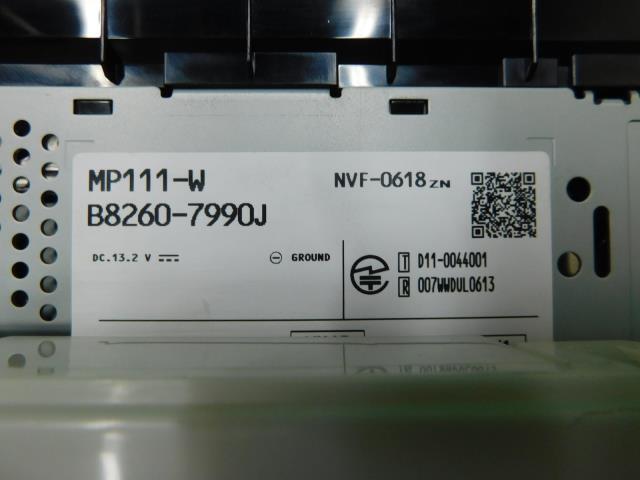 MP111-W
NVF-0618 ZN
B8260-7990J
DC.13.2 V
GROUND
T D11-0044001
R 007WWDUL0613